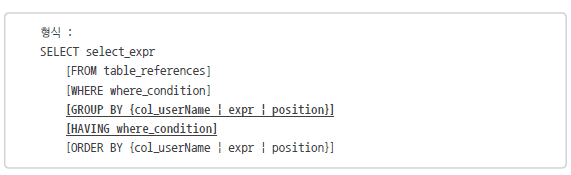 형식 :
SELECT select_expr
[FROM table_references]
[WHERE where_condition]
[GROUP BY {col_userName | expr | position}]
[HAVING where_condition]
[ORDER BY {col_userName | expr | position}]